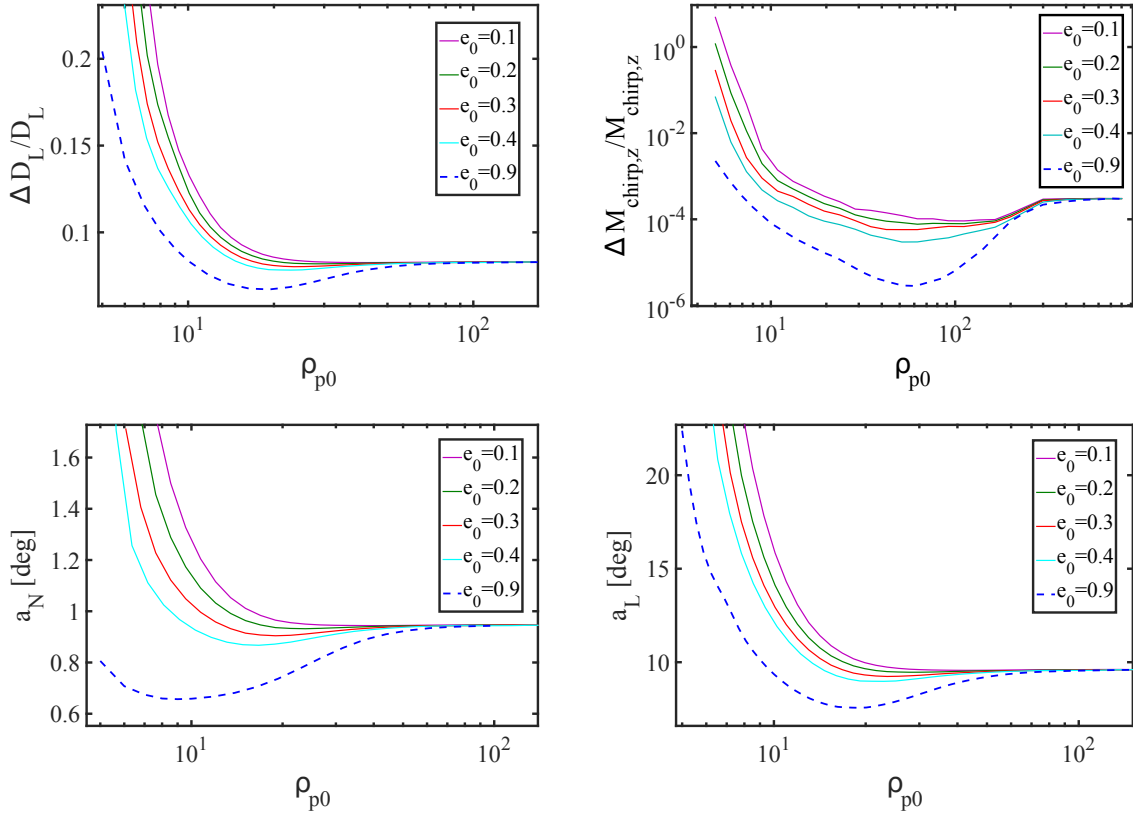 Δ D_L/D_L
0.2
0.15
0.1
10^1
10^2
ρ_p0
e_0=0.1
e_0=0.2
e_0=0.3
e_0=0.4
e_0=0.9
Δ M_chirp,z/M_chirp,z
10^0
10^-2
10^-4
10^-6
10^1
10^2
ρ_p0
e_0=0.1
e_0=0.2
e_0=0.3
e_0=0.4
e_0=0.9
a_N [deg]
1.6
1.4
1.2
1
0.8
0.6
10^1
10^2
ρ_p0
e_0=0.1
e_0=0.2
e_0=0.3
e_0=0.4
e_0=0.9
a_L [deg]
20
15
10
10^1
10^2
ρ_p0
e_0=0.1
e_0=0.2
e_0=0.3
e_0=0.4
e_0=0.9